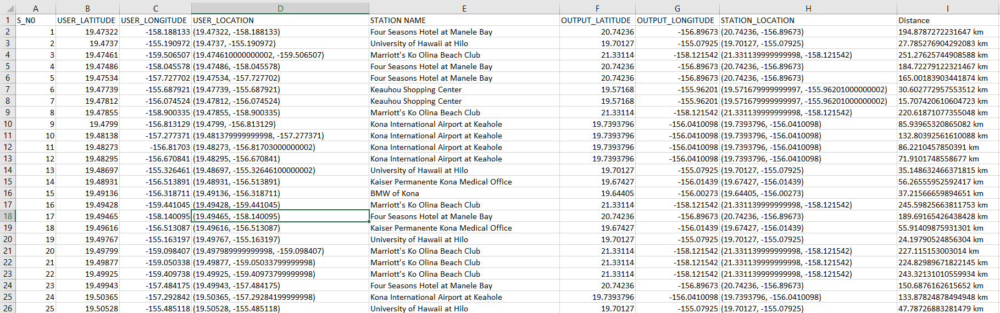 A B C D E F G H I
1 S_N0 USER_LATITUDE USER_LONGITUDE USER_LOCATION STATION NAME OUTPUT_LATITUDE OUTPUT_LONGITUDE STATION_LOCATION Distance
2 1 19.47322 -158.188133 (19.47322, -158.188133) Four Seasons Hotel at Manele Bay 20.74236 -156.89673 (20.74236, -156.89673) 194.8787272231647 km
3 2 19.4737 -155.190972 (19.4737, -155.190972) University of Hawaii at Hilo 19.70127 -155.07925 (19.70127, -155.07925) 27.785276904292083 km
4 3 19.47461 -159.506507 (19.474610000000002, -159.506507) Marriott's Ko Olina Beach Club 21.33114 -158.121542 (21.331139999999998, -158.121542) 251.27625744908588 km
5 4 19.47486 -158.045578 (19.47486, -158.045578) Four Seasons Hotel at Manele Bay 20.74236 -156.89673 (20.74236, -156.89673) 184.72279122321467 km
6 5 19.47534 -157.727702 (19.47534, -157.727702) Four Seasons Hotel at Manele Bay 20.74236 -156.89673 (20.74236, -156.89673) 165.00183903441874 km
7 6 19.47739 -155.687921 (19.47739, -155.687921) Keauhou Shopping Center 19.57168 -155.96201 (19.571679999999997, -155.96201000000002) 30.602772957553512 km
8 7 19.47812 -156.074524 (19.47812, -156.074524) Keauhou Shopping Center 19.57168 -155.96201 (19.571679999999997, -155.96201000000002) 15.707420610604723 km
9 8 19.47855 -158.900335 (19.47855, -158.900335) Marriott's Ko Olina Beach Club 21.33114 -158.121542 (21.331139999999998, -158.121542) 220.61871077355048 km
10 9 19.4799 -156.813129 (19.4799, -156.813129) Kona International Airport at Keahole 19.7393796 -156.0410098 (19.7393796, -156.0410098) 85.93965320865082 km
11 10 19.48138 -157.277371 (19.481379999999998, -157.277371) Kona International Airport at Keahole 19.7393796 -156.0410098 (19.7393796, -156.0410098) 132.80392561610088 km
12 11 19.48273 -156.81703 (19.48273, -156.81703000000002) Kona International Airport at Keahole 19.7393796 -156.0410098 (19.7393796, -156.0410098) 86.2210457850391 km
13 12 19.48295 -156.670841 (19.48295, -156.670841) Kona International Airport at Keahole 19.7393796 -156.0410098 (19.7393796, -156.0410098) 71.9101748558677 km
14 13 19.48697 -155.326461 (19.48697, -155.32646100000002) University of Hawaii at Hilo 19.70127 -155.07925 (19.70127, -155.07925) 35.148632466371815 km
15 14 19.48931 -156.513891 (19.48931, -156.513891) Kaiser Permanente Kona Medical Office 19.67427 -156.01439 (19.67427, -156.01439) 56.26555952592417 km
16 15 19.49136 -156.318711 (19.49136, -156.318711) BMW of Kona 19.64405 -156.00273 (19.64405, -156.00273) 37.21566659894651 km
17 16 19.49428 -159.441045 (19.49428, -159.441045) Marriott's Ko Olina Beach Club 21.33114 -158.121542 (21.331139999999998, -158.121542) 245.59825663811753 km
18 17 19.49465 -158.140095 (19.49465, -158.140095) Four Seasons Hotel at Manele Bay 20.74236 -156.89673 (20.74236, -156.89673) 189.69165426438428 km
19 18 19.49616 -156.513087 (19.49616, -156.513087) Kaiser Permanente Kona Medical Office 19.67427 -156.01439 (19.67427, -156.01439) 55.91409875931301 km
20 19 19.49767 -155.163197 (19.49767, -155.163197) University of Hawaii at Hilo 19.70127 -155.07925 (19.70127, -155.07925) 24.19790524856304 km
21 20 19.49799 -159.098407 (19.497989999999998, -159.098407) Marriott's Ko Olina Beach Club 21.33114 -158.121542 (21.331139999999998, -158.121542) 227.115153003014 km
22 21 19.49877 -159.050338 (19.49877, -159.05033799999998) Marriott's Ko Olina Beach Club 21.33114 -158.121542 (21.331139999999998, -158.121542) 224.82989671822145 km
23 22 19.49925 -159.409738 (19.49925, -159.40973799999998) Marriott's Ko Olina Beach Club 21.33114 -158.121542 (21.331139999999998, -158.121542) 243.32131010559934 km
24 23 19.49943 -157.484175 (19.49943, -157.484175) Four Seasons Hotel at Manele Bay 20.74236 -156.89673 (20.74236, -156.89673) 150.6876162615652 km
25 24 19.50365 -157.292842 (19.50365, -157.29284199999998) Kona International Airport at Keahole 19.7393796 -156.0410098 (19.7393796, -156.0410098) 133.87824878494948 km
26 25 19.50528 -155.485118 (19.50528, -155.485118) University of Hawaii at Hilo 19.70127 -155.07925 (19.70127, -155.07925) 47.78726883281479 km